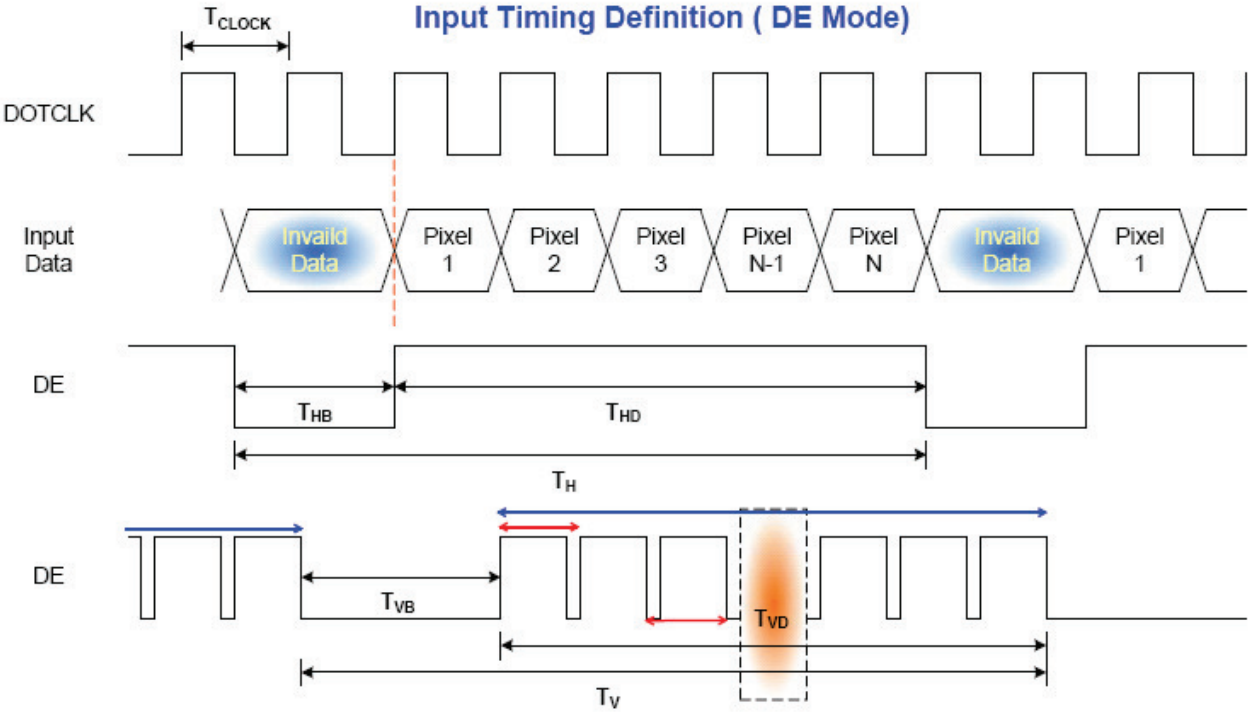 Input Timing Definition ( DE Mode)
TCLOCK
DOTCLK
Input
Data
Invaild
Data
Pixel
1
Pixel
2
Pixel
3
Pixel
N-1
Pixel
N
Invaild
Data
Pixel
1
DE
THB
THD
TH
DE
TVB
TVD
TV